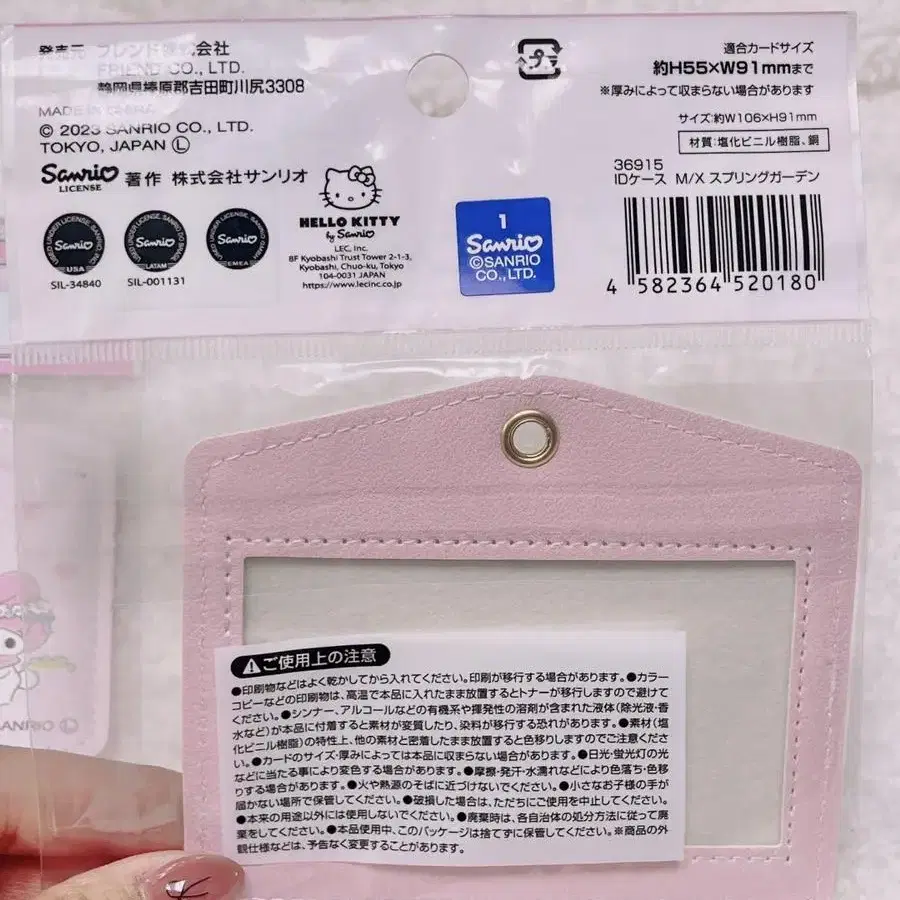 発売元 フレンド株式会社
FRIEND CO., LTD.
静岡県榛原郡吉田町川尻3308
MADE IN CHINA
© 2023 SANRIO CO., LTD.
TOKYO, JAPAN Ⓛ
Sanrio
LICENSE
著作 株式会社サンリオ
Sanrio
USA
SIL-34840
Sanrio
LATAM
SIL-001131
Sanrio
EMEA
HELLO KITTY
by Sanrio
LEC, Inc.
8F Kyobashi Trust Tower 2-1-3,
Kyobashi, Chuo-ku, Tokyo
104-0031 JAPAN
https://www.lecinc.co.jp
1
Sanrio
©SANRIO
CO.,LTD.
プラ
適合カードサイズ
約H55×W91mmまで
※厚みによって収まらない場合があります
サイズ:約W106×H91mm
材質:塩化ビニル樹脂、銅
36915
IDケース M/X スプリングガーデン
4 582364 520180
SANRIO Ⓛ
⚠ご使用上の注意
●印刷物などはよく乾かしてから入れてください。印刷が移行する場合があります。●カラー
コピーなどの印刷物は、高温で本品に入れたまま放置するとトナーが移行しますので避けて
ください。●シンナー、アルコールなどの有機系や揮発性の溶剤が含まれた液体(除光液・香
水など)が本品に付着すると素材が変質したり、染料が移行する恐れがあります。●素材(塩
化ビニル樹脂)の特性上、他の素材と密着したまま放置すると色移りしますのでご注意くださ
い。●カードのサイズ・厚みによっては本品に収まらない場合があります。●日光・蛍光灯の光
などに当たる事により変色する場合があります。●摩擦・発汗・水濡れなどにより色落ち・色移
りする場合があります。●火や熱源のそばに近づけないでください。●小さなお子様の手が
届かない場所で保管してください。●破損した場合は、ただちにご使用を中止してください。
●本来の用途以外には使用しないでください。●廃棄時は、各自治体の処分方法に従って廃
棄をしてください。●本品使用中、このパッケージは捨てずに保管してください。※商品の外
観仕様などは、予告なく変更することがあります。